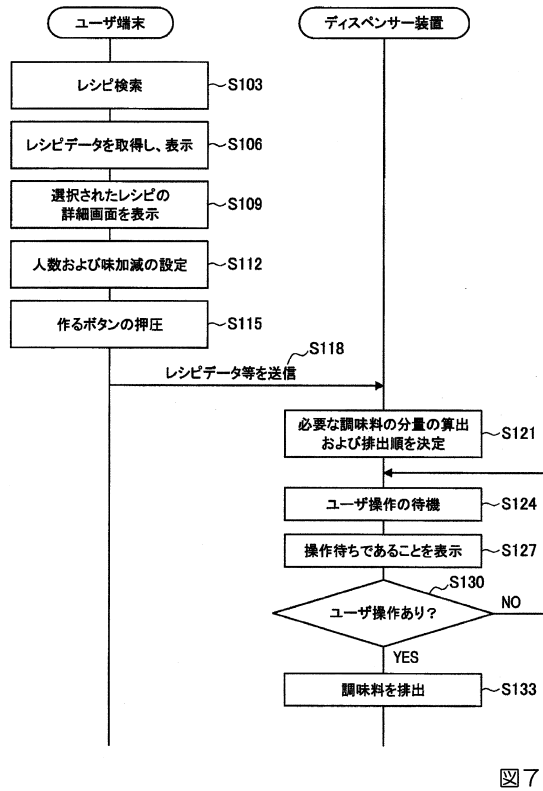 ユーザ端末
ディスペンサー装置
レシピ検索
S103
レシピデータを取得し、表示
S106
選択されたレシピの
詳細画面を表示
S109
人数および味加減の設定
S112
作るボタンの押圧
S115
S118
レシピデータ等を送信
必要な調味料の分量の算出
および排出順を決定
S121
ユーザ操作の待機
S124
操作待ちであることを表示
S127
S130
ユーザ操作あり?
NO
YES
調味料を排出
S133
図7